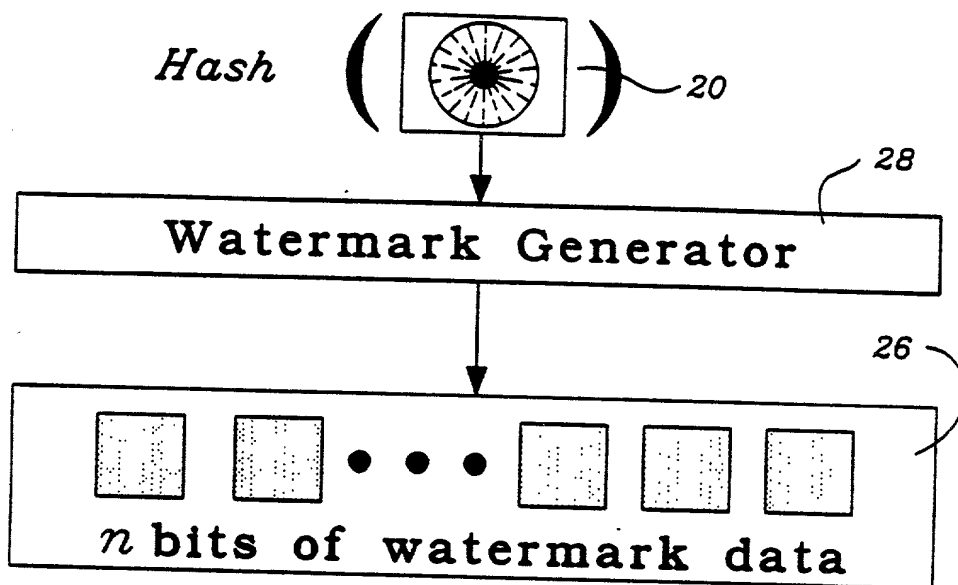 Hash ( ) 20
28
Watermark Generator
26
n bits of watermark data